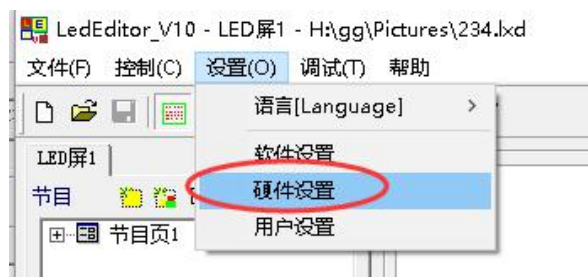 LedEditor_V10 - LED屏1 - H:\gg\Pictures\234.lxd
文件(F) 控制(C) 设置(O) 调试(T) 帮助
语言[Language] >
LED屏1
软件设置
节目
硬件设置
节目页1
用户设置